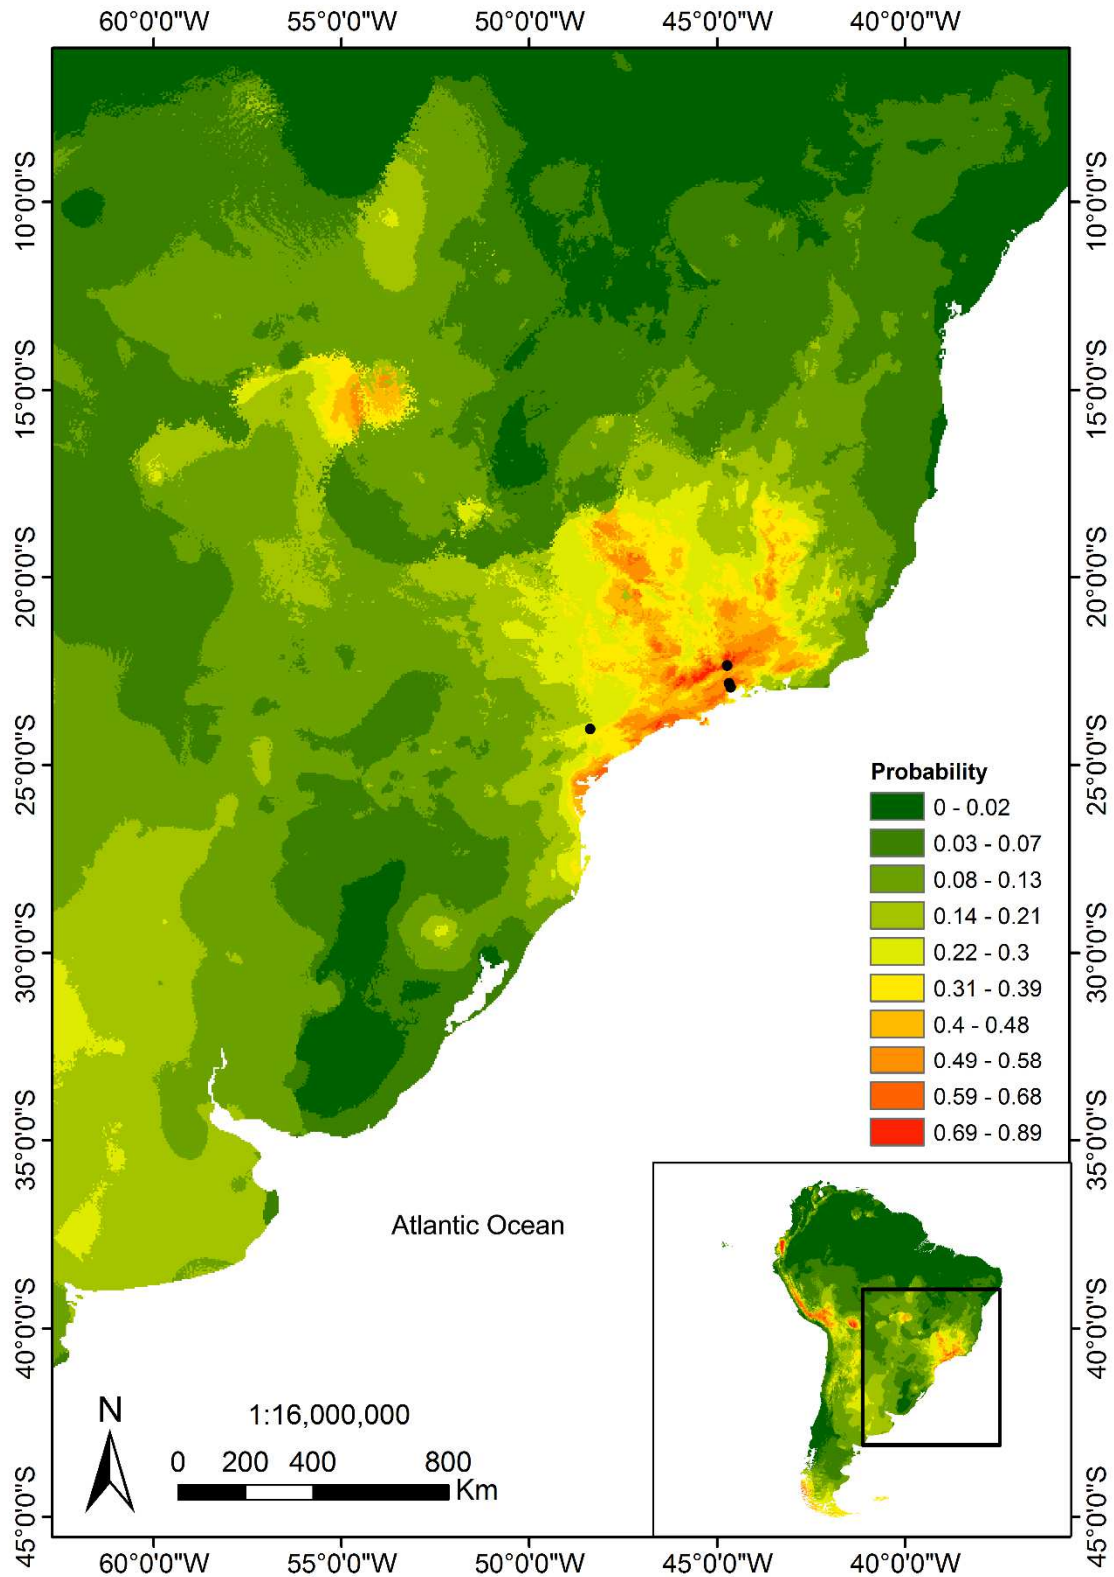 60°0'0"W 55°0'0"W 50°0'0"W 45°0'0"W 40°0'0"W
10°0'0"S 10°0'0"S
15°0'0"S 15°0'0"S
20°0'0"S 20°0'0"S
25°0'0"S 25°0'0"S
Probability
0 - 0.02
0.03 - 0.07
0.08 - 0.13
0.14 - 0.21
30°0'0"S 30°0'0"S
0.22 - 0.3
0.31 - 0.39
0.4 - 0.48
0.49 - 0.58
0.59 - 0.68
0.69 - 0.89
35°0'0"S 35°0'0"S
Atlantic Ocean
40°0'0"S 40°0'0"S
N
1:16,000,000
0 200 400 800
Km
45°0'0"S 45°0'0"S
60°0'0"W 55°0'0"W 50°0'0"W 45°0'0"W 40°0'0"W